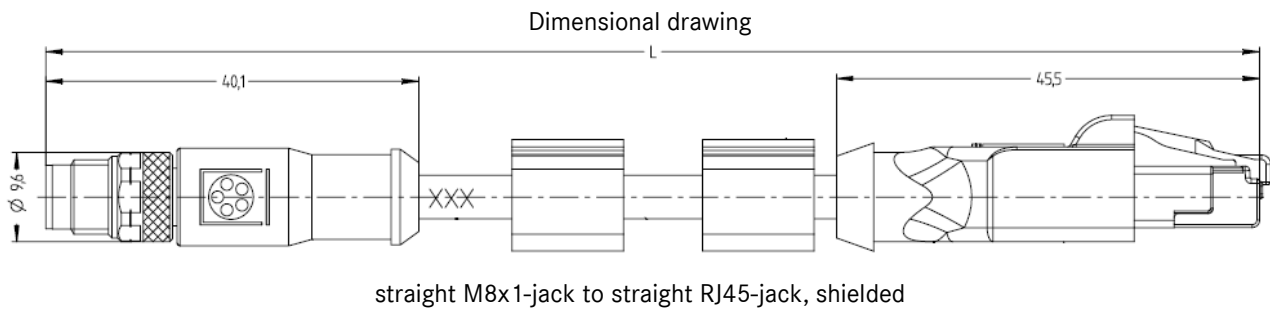 Dimensional drawing
L
40,1
45,5
Ø 9,6
XXX
straight M8x1-jack to straight RJ45-jack, shielded